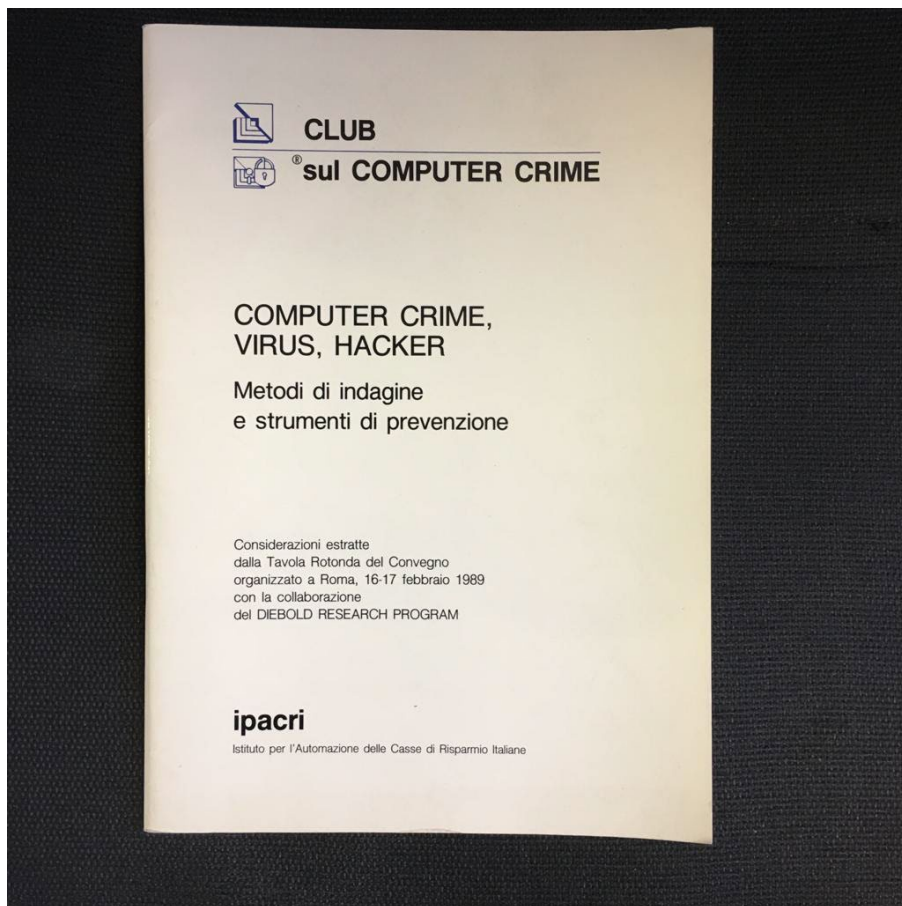 CLUB
®sul COMPUTER CRIME
COMPUTER CRIME,
VIRUS, HACKER
Metodi di indagine
e strumenti di prevenzione
Considerazioni estratte
dalla Tavola Rotonda del Convegno
organizzato a Roma, 16-17 febbraio 1989
con la collaborazione
del DIEBOLD RESEARCH PROGRAM
ipacri
Istituto per l'Automazione delle Casse di Risparmio Italiane